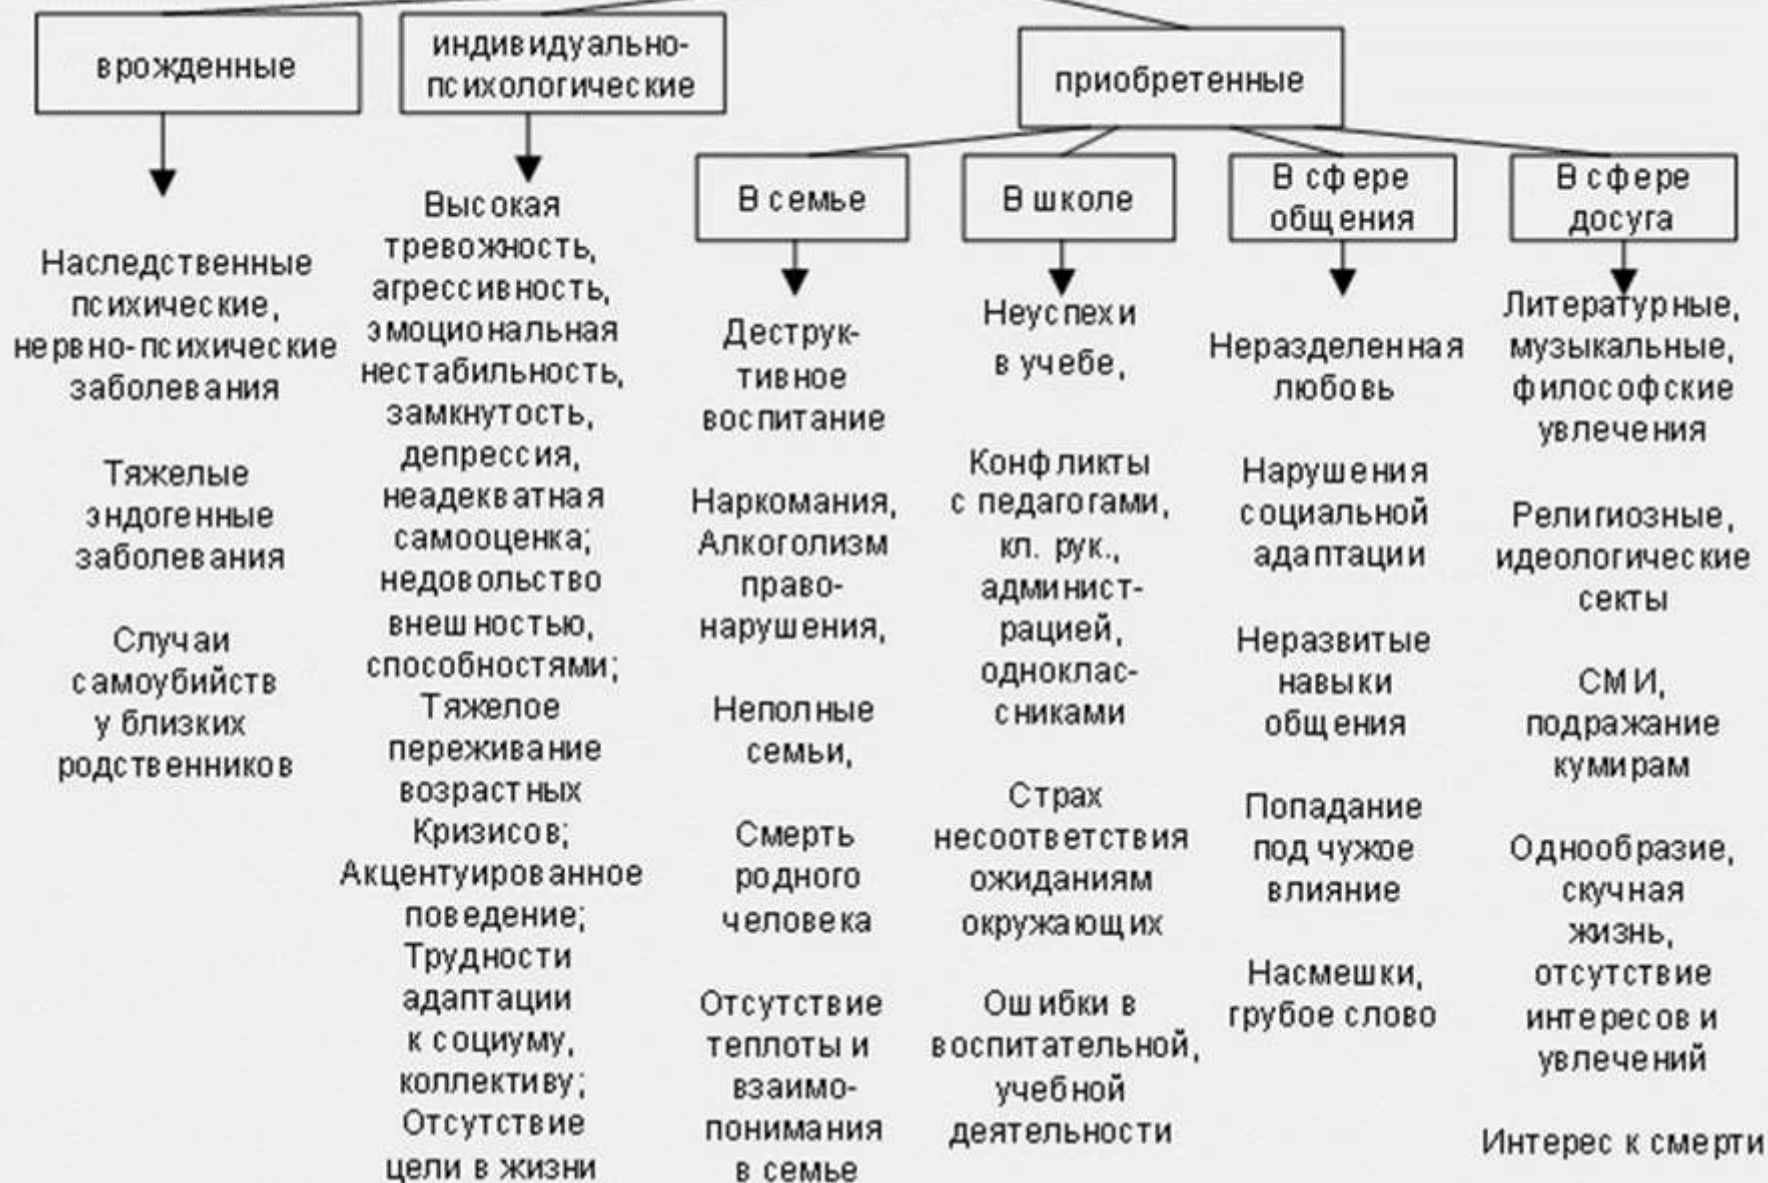 врожденные
индивидуально-
психологические
приобретенные
Наследственные
психические,
нервно-психические
заболевания
Тяжелые
эндогенные
заболевания
Случаи
самоубийств
у близких
родственников
Высокая
тревожность,
агрессивность,
эмоциональная
нестабильность,
замкнутость,
депрессия,
неадекватная
самооценка;
недовольство
внешностью,
способностями;
Тяжелое
переживание
возрастных
Кризисов;
Акцентуированное
поведение;
Трудности
адаптации
к социуму,
коллективу;
Отсутствие
цели в жизни
В семье
Деструк-
тивное
воспитание
Наркомания,
Алкоголизм
право-
нарушения,
Неполные
семьи,
Смерть
родного
человека
Отсутствие
теплоты и
взаимо-
понимания
в семье
В школе
Неуспехи
в учебе,
Конфликты
с педагогами,
кл. рук.,
админист-
рацией,
одноклас-
сниками
Страх
несоответствия
ожиданиям
окружающих
Ошибки в
воспитательной,
учебной
деятельности
В сфере
общения
Неразделенная
любовь
Нарушения
социальной
адаптации
Неразвитые
навыки
общения
Попадание
под чужое
влияние
Насмешки,
грубое слово
В сфере
досуга
Литературные,
музыкальные,
философские
увлечения
Религиозные,
идеологические
секты
СМИ,
подражание
кумирам
Однообразие,
скучная
жизнь,
отсутствие
интересов и
увлечений
Интерес к смерти